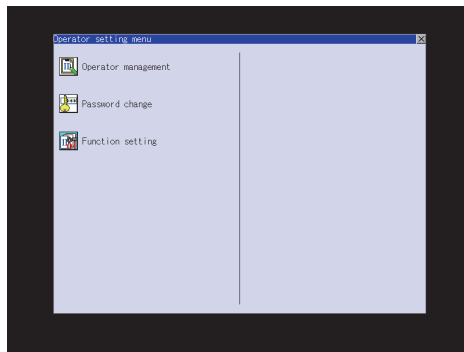 Operator setting menu
Operator management
Password change
Function setting